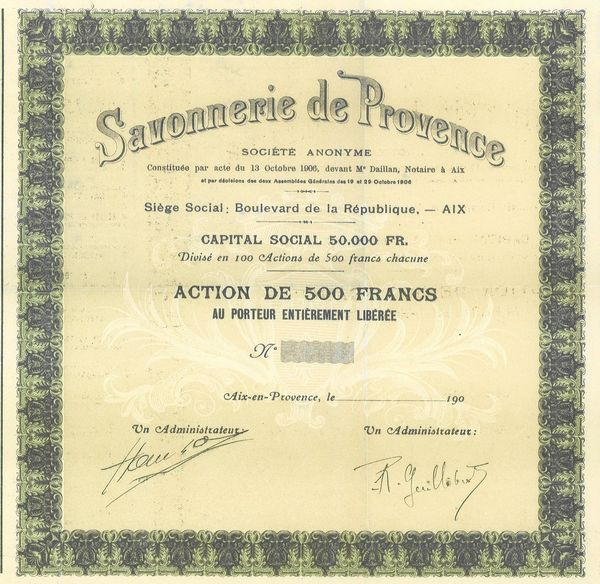 Savonnerie de Provence
SOCIÉTÉ ANONYME
Constituée par acte du 13 Octobre 1906, devant Me Daillan, Notaire à Aix
et par décisions des deux Assemblées Générales des 19 et 29 Octobre 1906
Siège Social; Boulevard de la République, — AIX
CAPITAL SOCIAL 50.000 FR.
Divisé en 100 Actions de 500 francs chacune
ACTION DE 500 FRANCS
AU PORTEUR ENTIÈREMENT LIBÉRÉE
No
Aix-en-Provence, le 190
Un Administrateur: Un Administrateur: